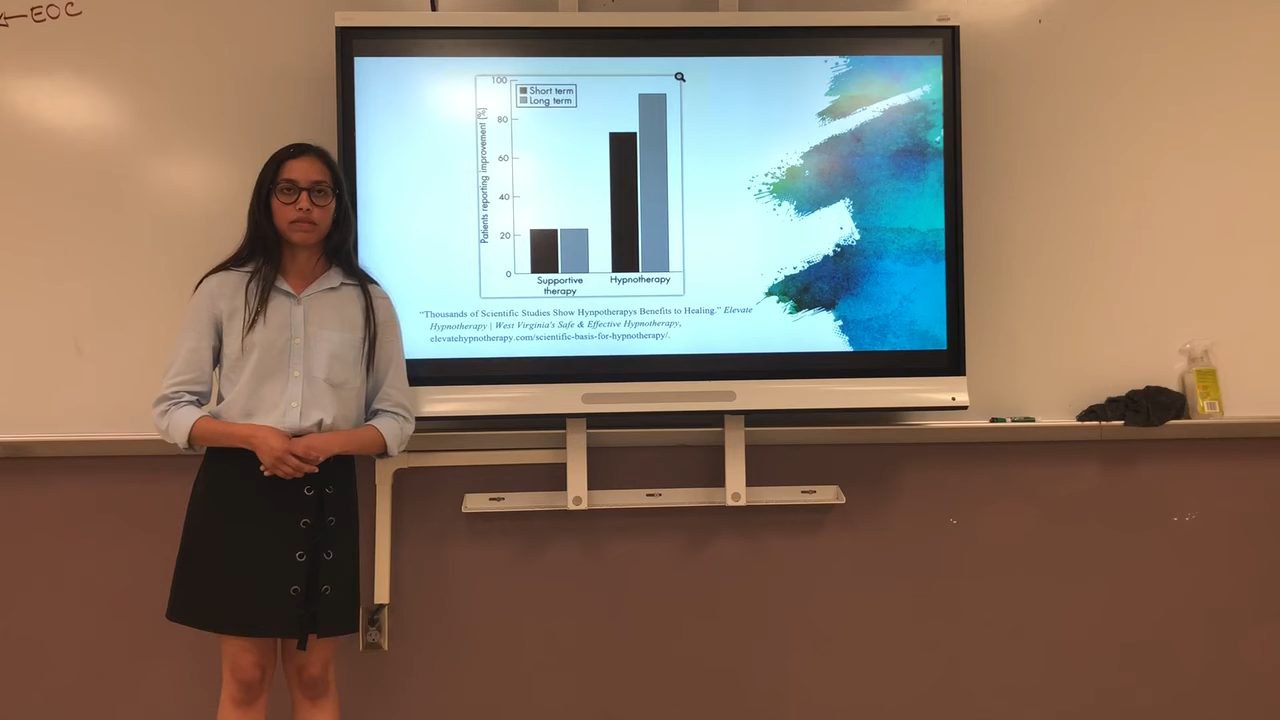 ←EOC
100
80
60
40
20
0
Patients reporting improvement (%)
Short term
Long term
Supportive
therapy
Hypnotherapy
“Thousands of Scientific Studies Show Hynpotherapys Benefits to Healing.” Elevate
Hypnotherapy | West Virginia's Safe & Effective Hypnotherapy,
elevatehypnotherapy.com/scientific-basis-for-hypnotherapy/.